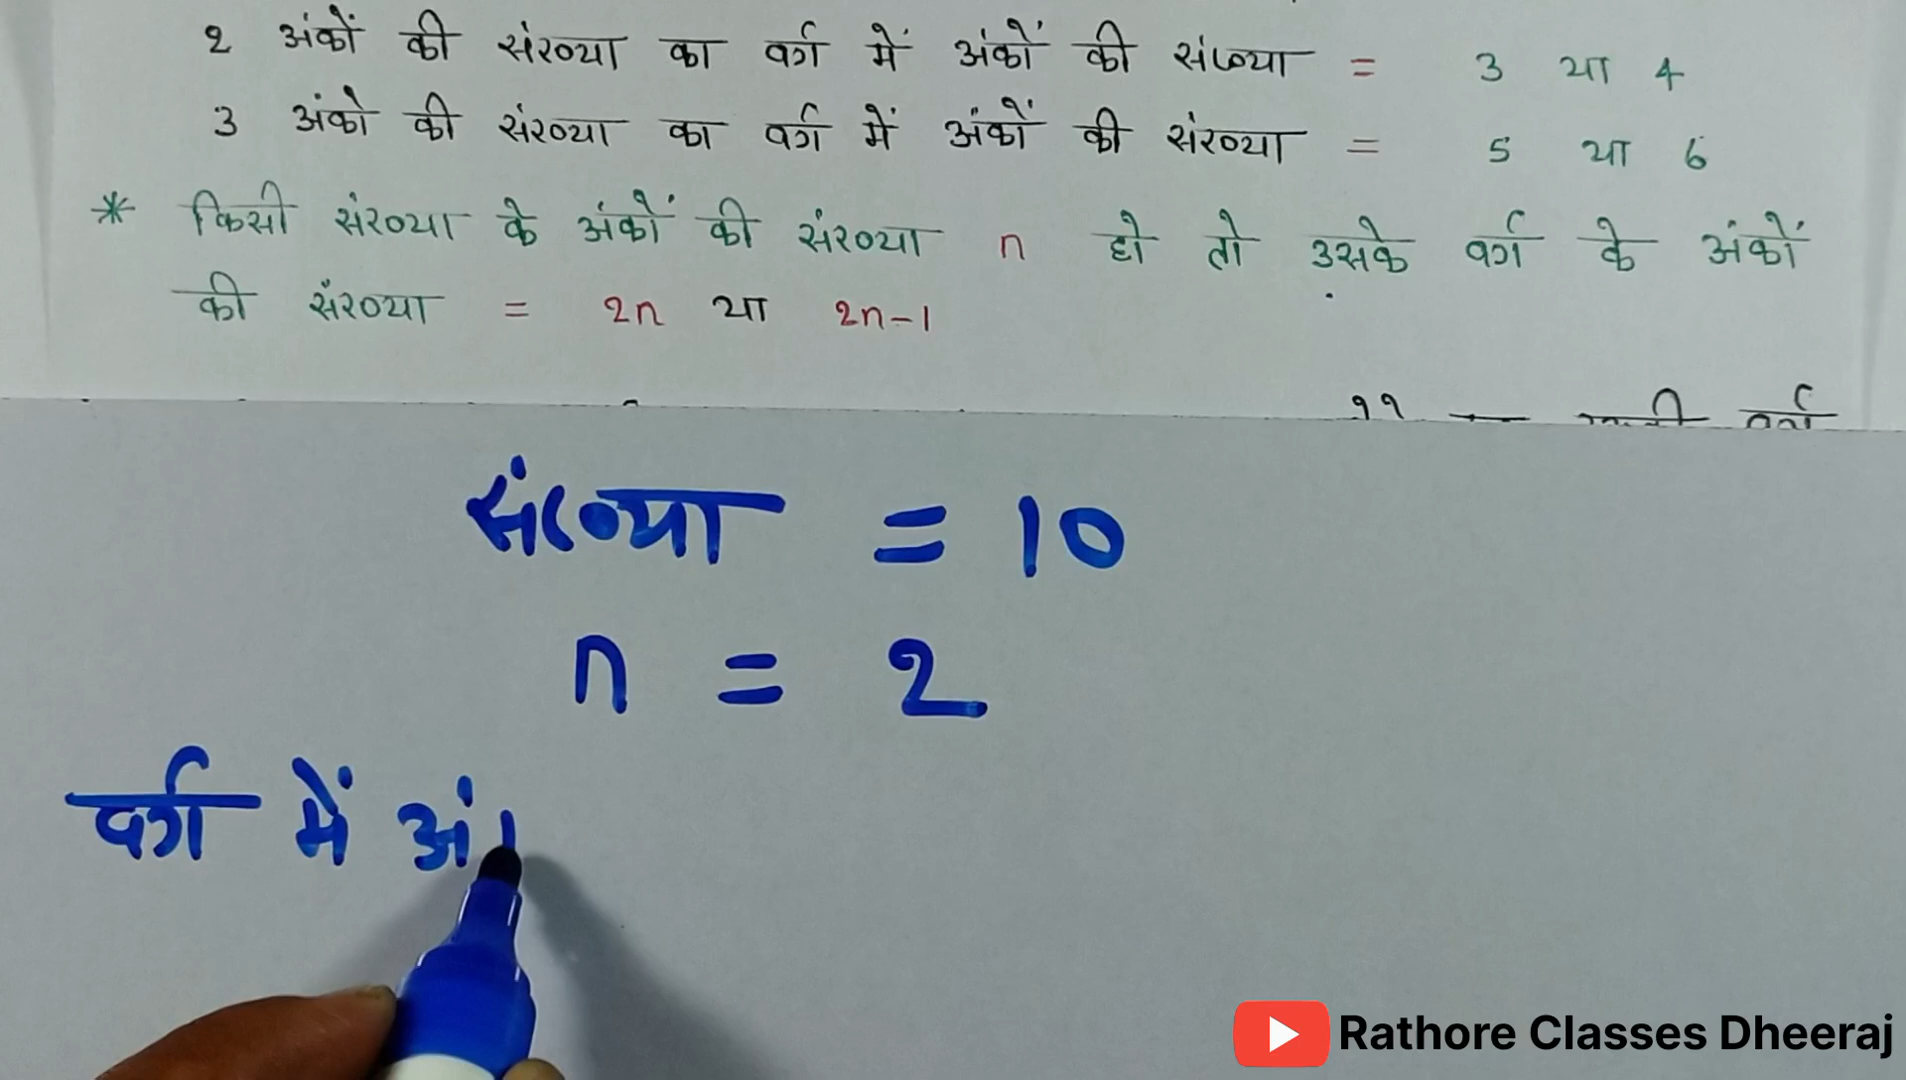 2 अंकों की संख्या का वर्ग में अंकों की संख्या = 3 या 4
3 अंको की संख्या का वर्ग में अंकों की संख्या = 5 या 6
* किसी संख्या के अंकों की संख्या n हो तो उसके वर्ग के अंकों
की संख्या = 2n या 2n-1
वर्ग
संख्या = 10
n = 2
वर्ग में अं
Rathore Classes Dheeraj